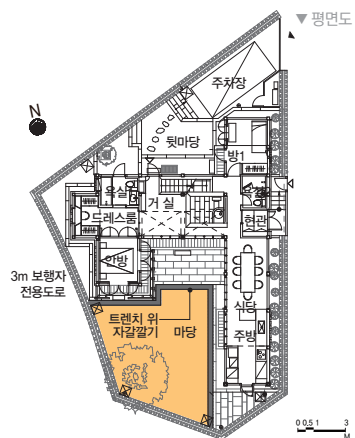 ▼ 평면도
주차장
N
뒷마당
방1
욕실
거 실
드레스룸
현관
안방
3m 보행자
전용도로
식당
트렌치 위
자갈깔기
마당
주방
0 0.5 1 3
M